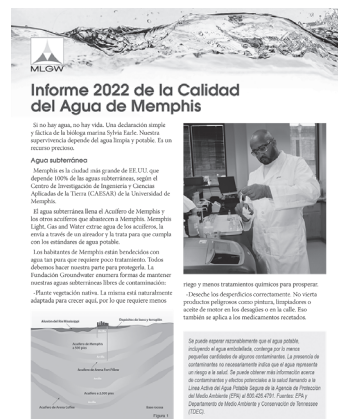 MLGW
Informe 2022 de la Calidad
del Agua de Memphis
Si no hay agua, no hay vida. Una declaración simple
y fáctica de la bióloga marina Sylvia Earle. Nuestra
supervivencia depende del agua limpia y potable. Es un
recurso precioso.
Agua subterránea
Memphis es la ciudad más grande de EE.UU. que
depende 100% de las aguas subterráneas, según el
Centro de Investigación de Ingeniería y Ciencias
Aplicadas de la Tierra (CAESAR) de la Universidad de
Memphis.
El agua subterránea llena el Acuífero de Memphis y
los otros acuíferos que abastecen a Memphis. Memphis
Light, Gas and Water extrae agua de los acuíferos, la
envía a través de un aireador y la trata para que cumpla
con los estándares de agua potable.
Los habitantes de Memphis están bendecidos con
agua tan pura que requiere poco tratamiento. Todos
debemos hacer nuestra parte para protegerla. La
Fundación Groundwater enumera formas de mantener
nuestras aguas subterráneas libres de contaminación:
-Plante vegetación nativa. La misma está naturalmente
adaptada para crecer aquí, por lo que requiere menos
Acuífero de Memphis
Acuífero de Fort Pillow
Figura 1
riego y menos tratamientos químicos para prosperar.
-Deseche los desperdicios correctamente. No vierta
productos peligrosos como pintura, limpiadores o
aceite de motor en los desagües o en la calle. Eso
también se aplica a los medicamentos recetados.
Se puede esperar razonablemente que el agua potable,
incluyendo el agua embotellada, contenga por lo menos
pequeñas cantidades de algunos contaminantes. La presencia de
contaminantes no necesariamente indica que el agua represente
un riesgo a la salud. Se puede obtener más información acerca
de contaminantes y efectos potenciales a la salud llamando a la
Línea Activa del Agua Potable Segura de la Agencia de Protección
del Medio Ambiente (EPA) al 800.426.4791. Fuentes: EPA y
Departamento de Medio Ambiente y Conservación de Tennessee
(TDEC).